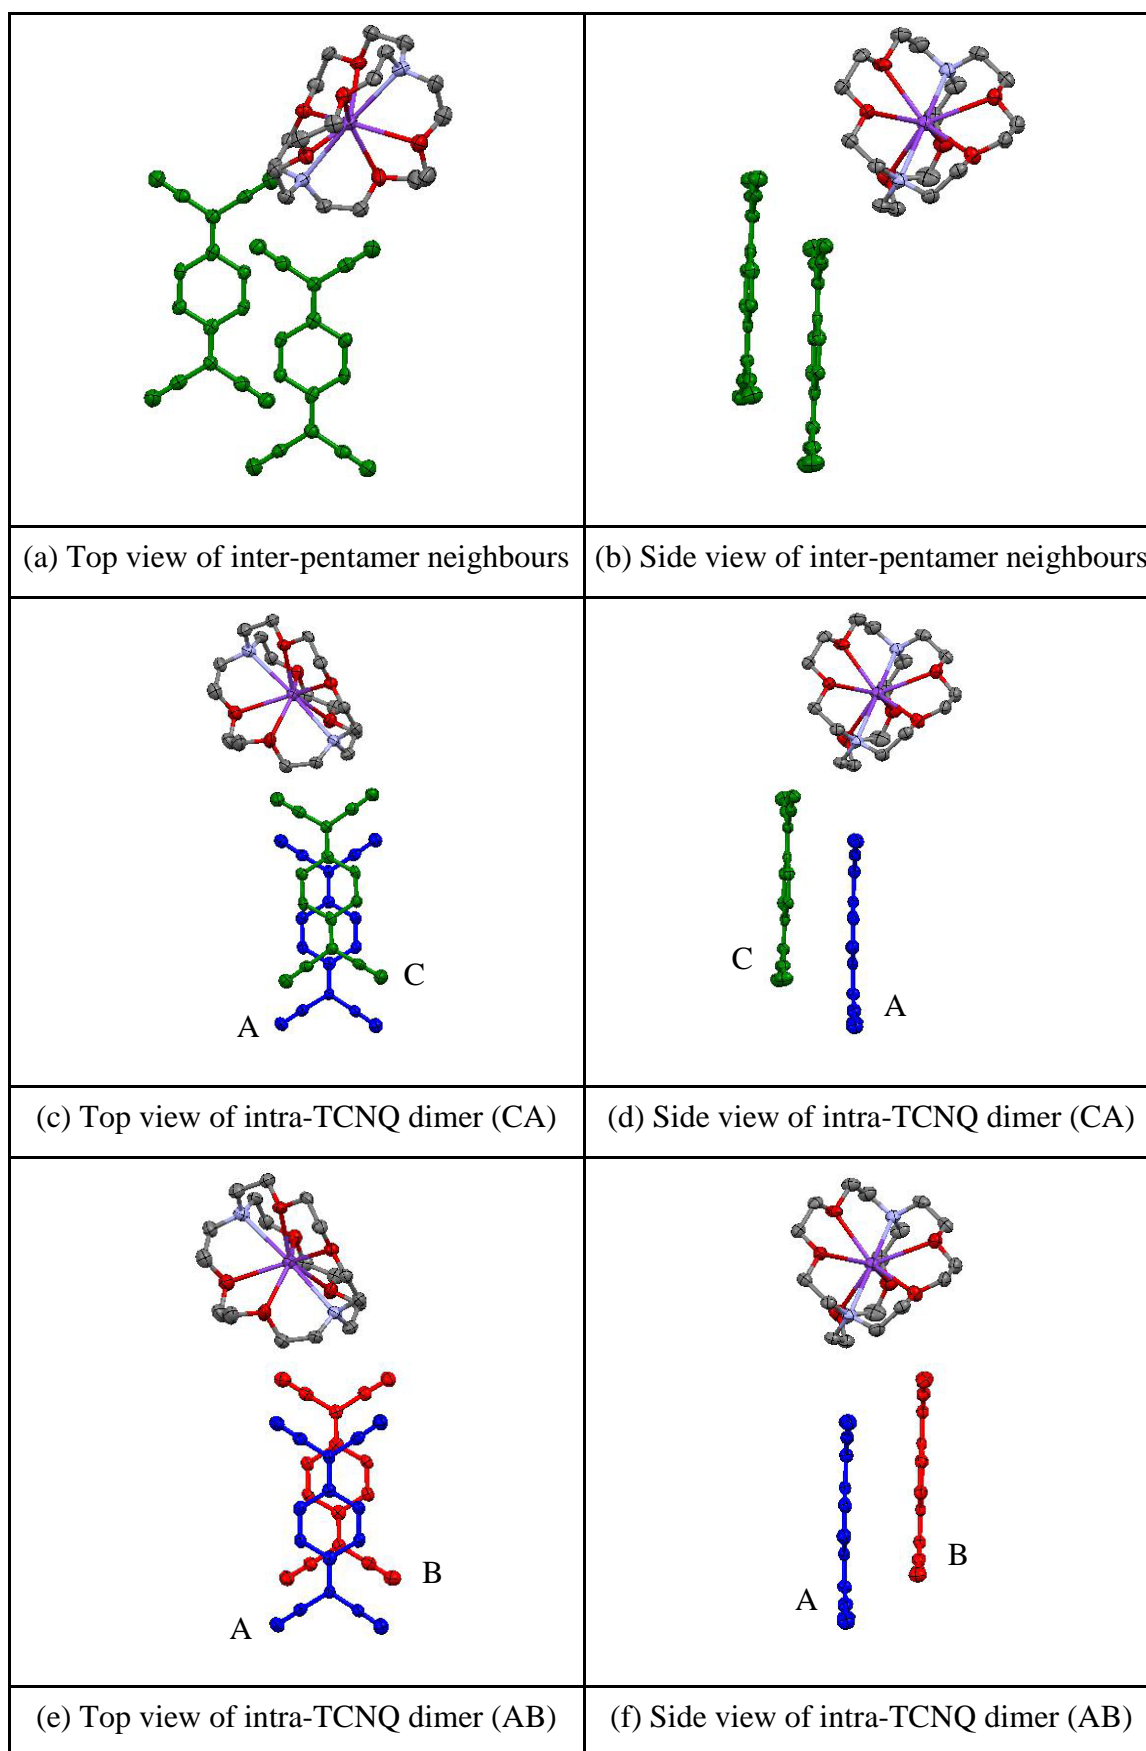 (a) Top view of inter-pentamer neighbours
(b) Side view of inter-pentamer neighbours
C
A
C
A
(c) Top view of intra-TCNQ dimer (CA)
(d) Side view of intra-TCNQ dimer (CA)
B
A
B
A
(e) Top view of intra-TCNQ dimer (AB)
(f) Side view of intra-TCNQ dimer (AB)